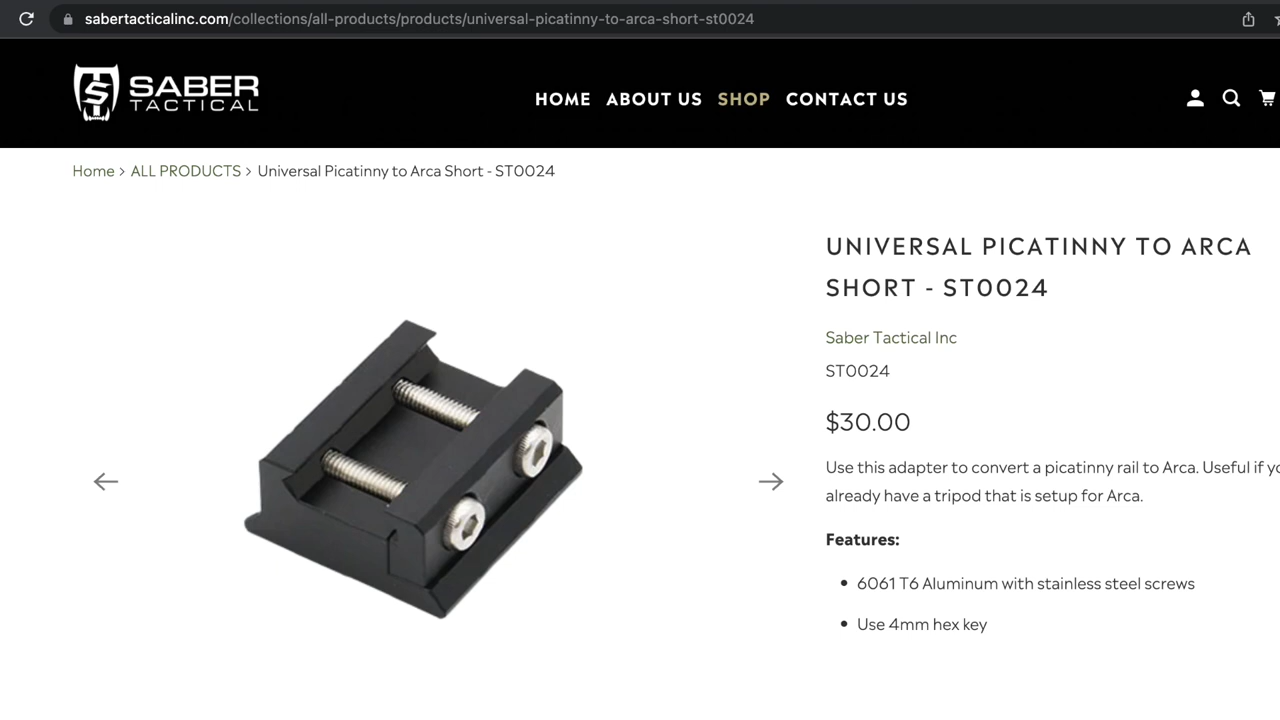 sabertacticalinc.com/collections/all-products/products/universal-picatinny-to-arca-short-st0024
SABER
TACTICAL
HOME ABOUT US SHOP CONTACT US
Home > ALL PRODUCTS > Universal Picatinny to Arca Short - ST0024
UNIVERSAL PICATINNY TO ARCA
SHORT - ST0024
Saber Tactical Inc
ST0024
$30.00
Use this adapter to convert a picatinny rail to Arca. Useful if
already have a tripod that is setup for Arca.
Features:
• 6061 T6 Aluminum with stainless steel screws
• Use 4mm hex key